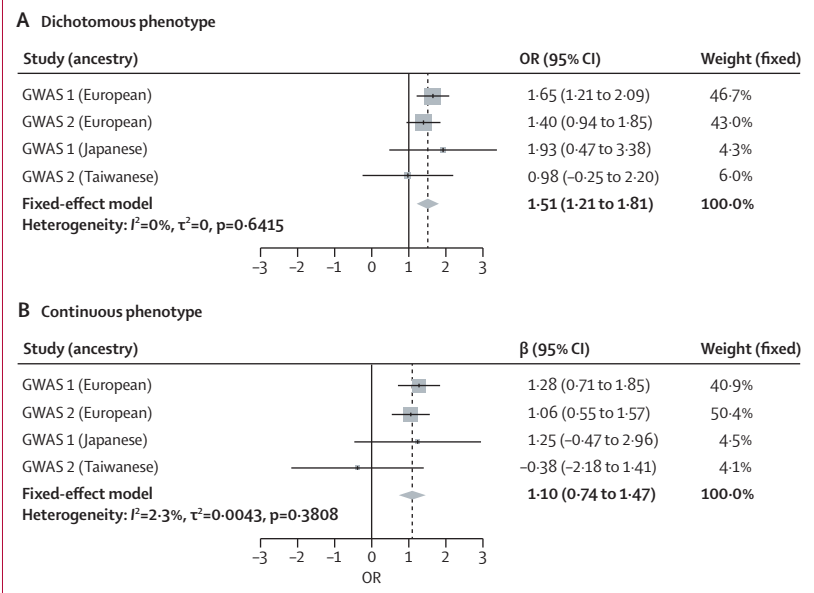 A Dichotomous phenotype
Study (ancestry) OR (95% CI) Weight (fixed)
GWAS 1 (European) 1·65 (1·21 to 2·09) 46·7%
GWAS 2 (European) 1·40 (0·94 to 1·85) 43·0%
GWAS 1 (Japanese) 1·93 (0·47 to 3·38) 4·3%
GWAS 2 (Taiwanese) 0·98 (–0·25 to 2·20) 6·0%
Fixed-effect model 1·51 (1·21 to 1·81) 100·0%
Heterogeneity: I²=0%, τ²=0, p=0·6415
–3 –2 –1 0 1 2 3
B Continuous phenotype
Study (ancestry) β (95% CI) Weight (fixed)
GWAS 1 (European) 1·28 (0·71 to 1·85) 40·9%
GWAS 2 (European) 1·06 (0·55 to 1·57) 50·4%
GWAS 1 (Japanese) 1·25 (–0·47 to 2·96) 4·5%
GWAS 2 (Taiwanese) –0·38 (–2·18 to 1·41) 4·1%
Fixed-effect model 1·10 (0·74 to 1·47) 100·0%
Heterogeneity: I²=2·3%, τ²=0·0043, p=0·3808
–3 –2 –1 0 1 2 3
OR